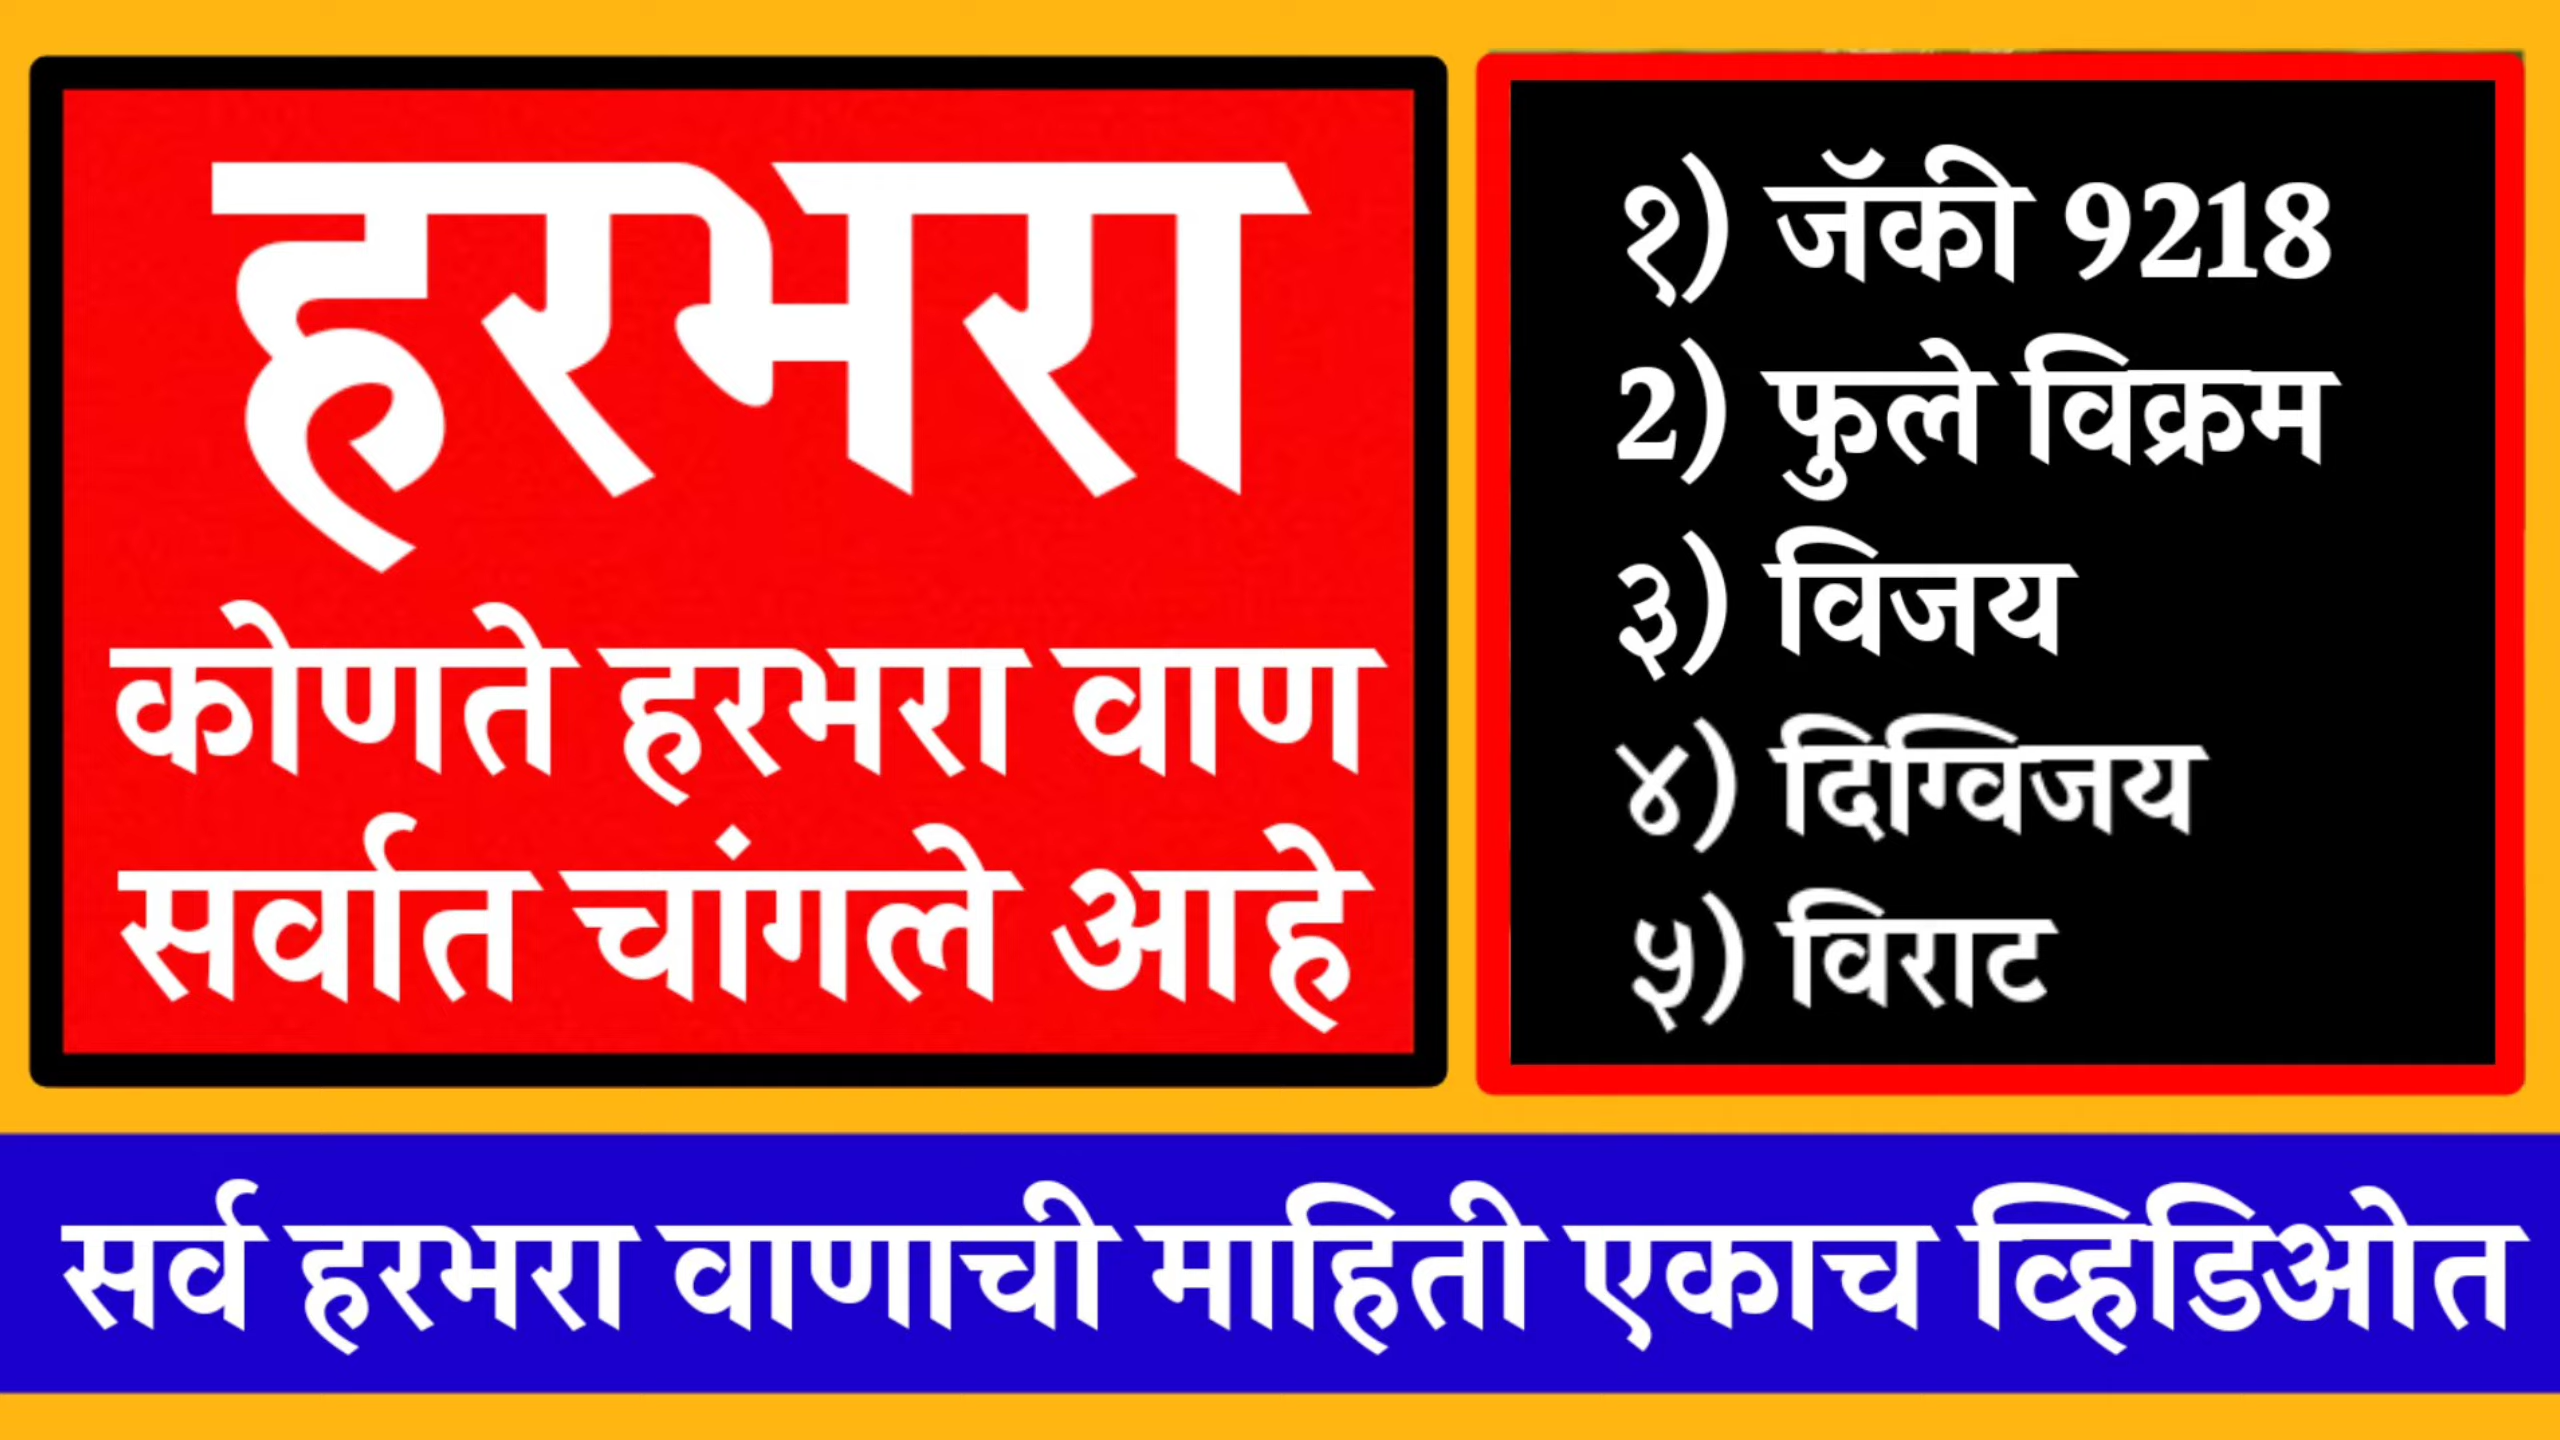 हरभरा
कोणते हरभरा वाण
सर्वात चांगले आहे
१) जॅकी 9218
2) फुले विक्रम
३) विजय
४) दिग्विजय
५) विराट
सर्व हरभरा वाणाची माहिती एकाच व्हिडिओत